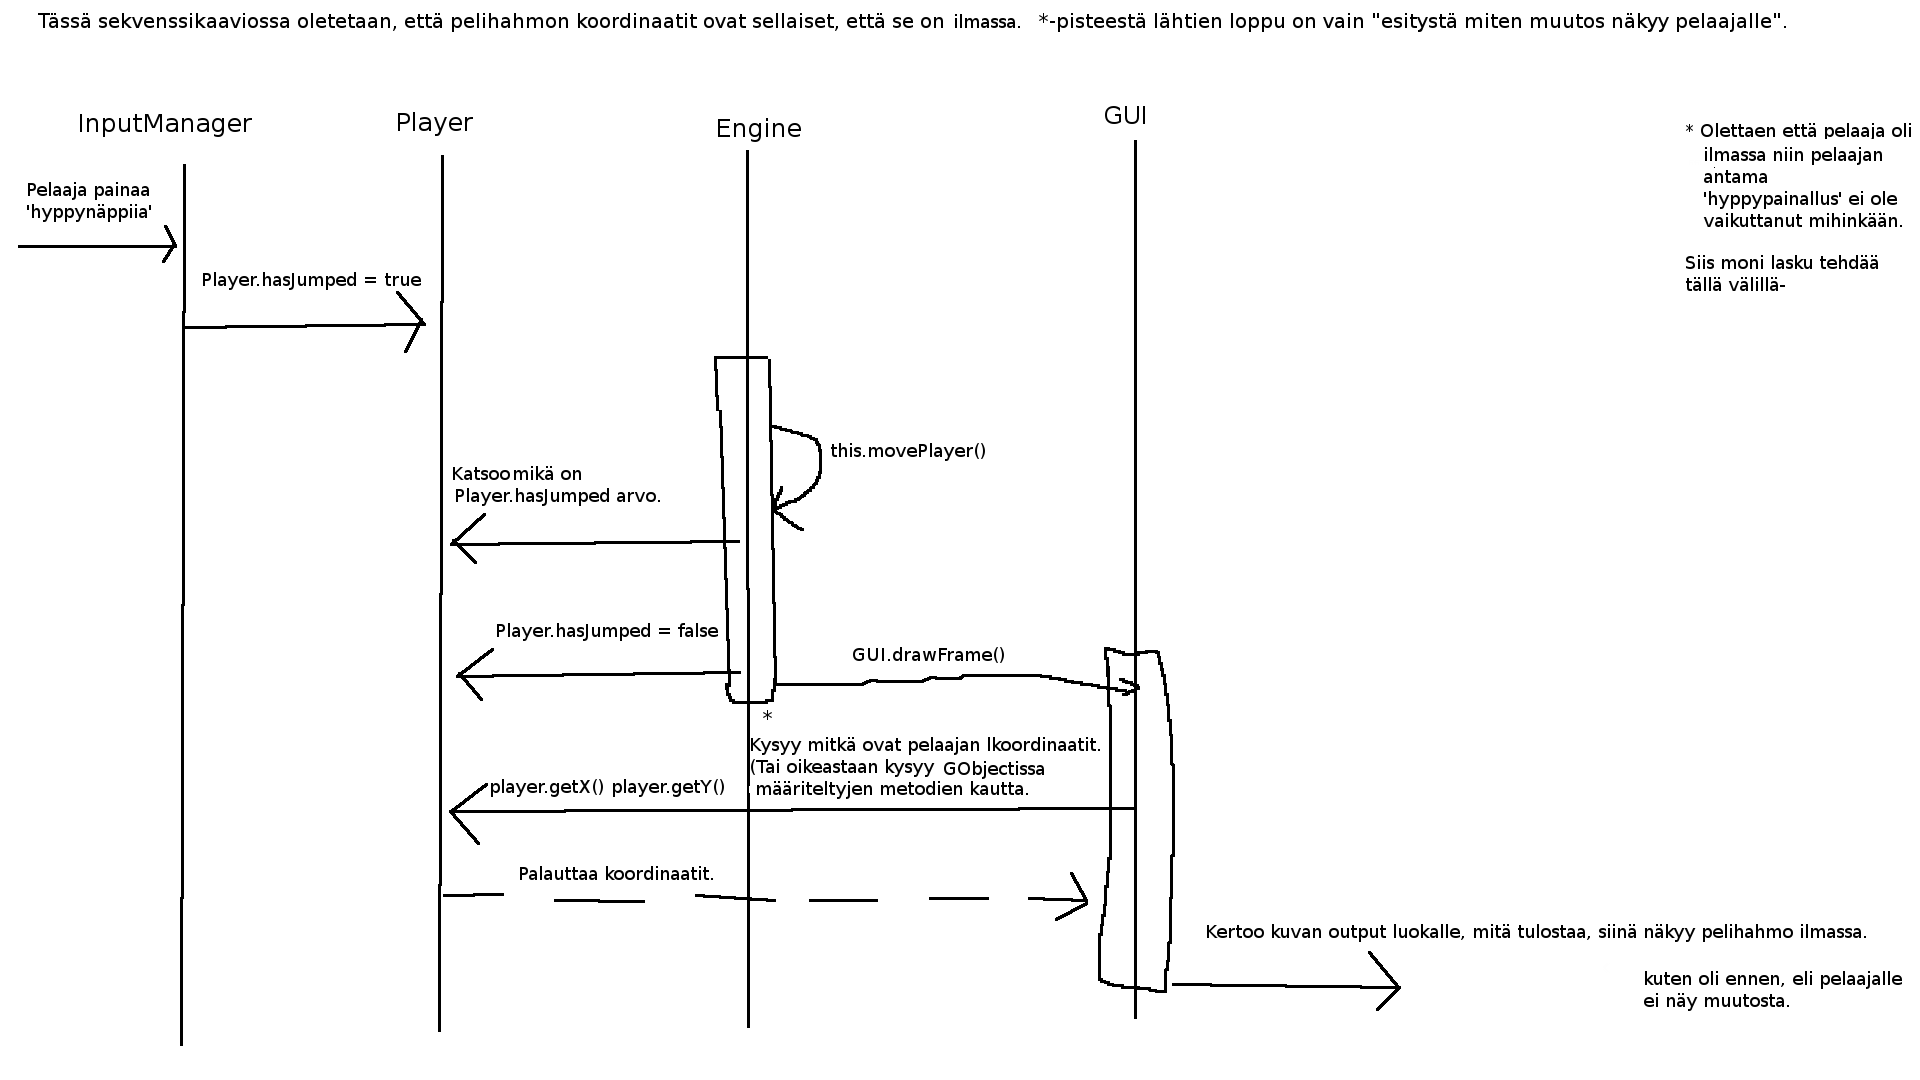 Tässä sekvenssikaaviossa oletetaan, että pelihahmon koordinaatit ovat sellaiset, että se on ilmassa. *-pisteestä lähtien loppu on vain "esitystä miten muutos näkyy pelaajalle".
InputManager
Player
Engine
GUI
* Olettaen että pelaaja oli
ilmassa niin pelaajan
antama
'hyppypainallus' ei ole
vaikuttanut mihinkään.
Siis moni lasku tehdää
tällä välillä-
Pelaaja painaa
'hyppynäppiia'
Player.hasJumped = true
this.movePlayer()
Katsoo mikä on
Player.hasJumped arvo.
Player.hasJumped = false
GUI.drawFrame()
*
Kysyy mitkä ovat pelaajan lkoordinaatit.
(Tai oikeastaan kysyy GObjectissa
määriteltyjen metodien kautta.
player.getX() player.getY()
Palauttaa koordinaatit.
Kertoo kuvan output luokalle, mitä tulostaa, siinä näkyy pelihahmo ilmassa.
kuten oli ennen, eli pelaajalle
ei näy muutosta.